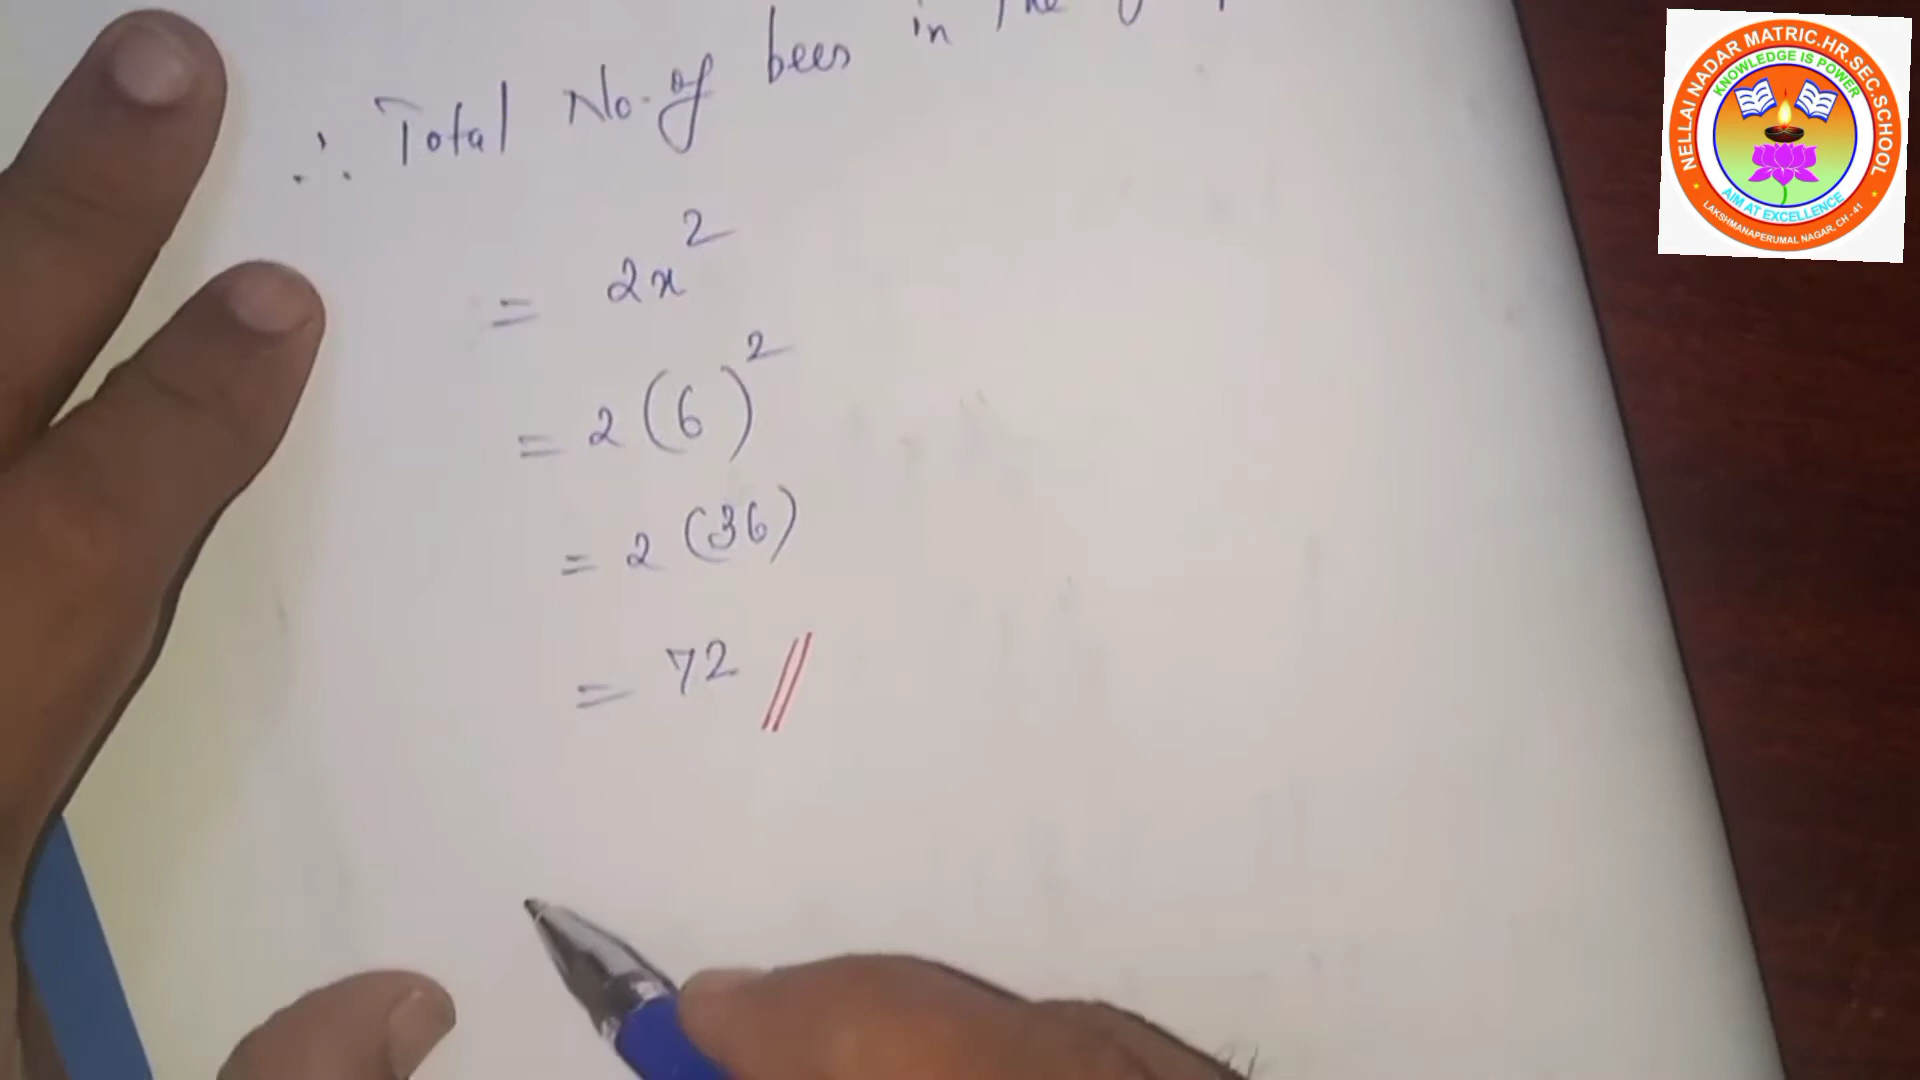 ∴ Total No. of bees in the
= 2x²
= 2 (6)²
= 2 (36)
= 72 //
NELLAI NADAR MATRIC.HR.SEC.SCHOOL
KNOWLEDGE IS POWER
AIM AT EXCELLENCE
LAKSHMANAPERUMAL NAGAR, CH - 41